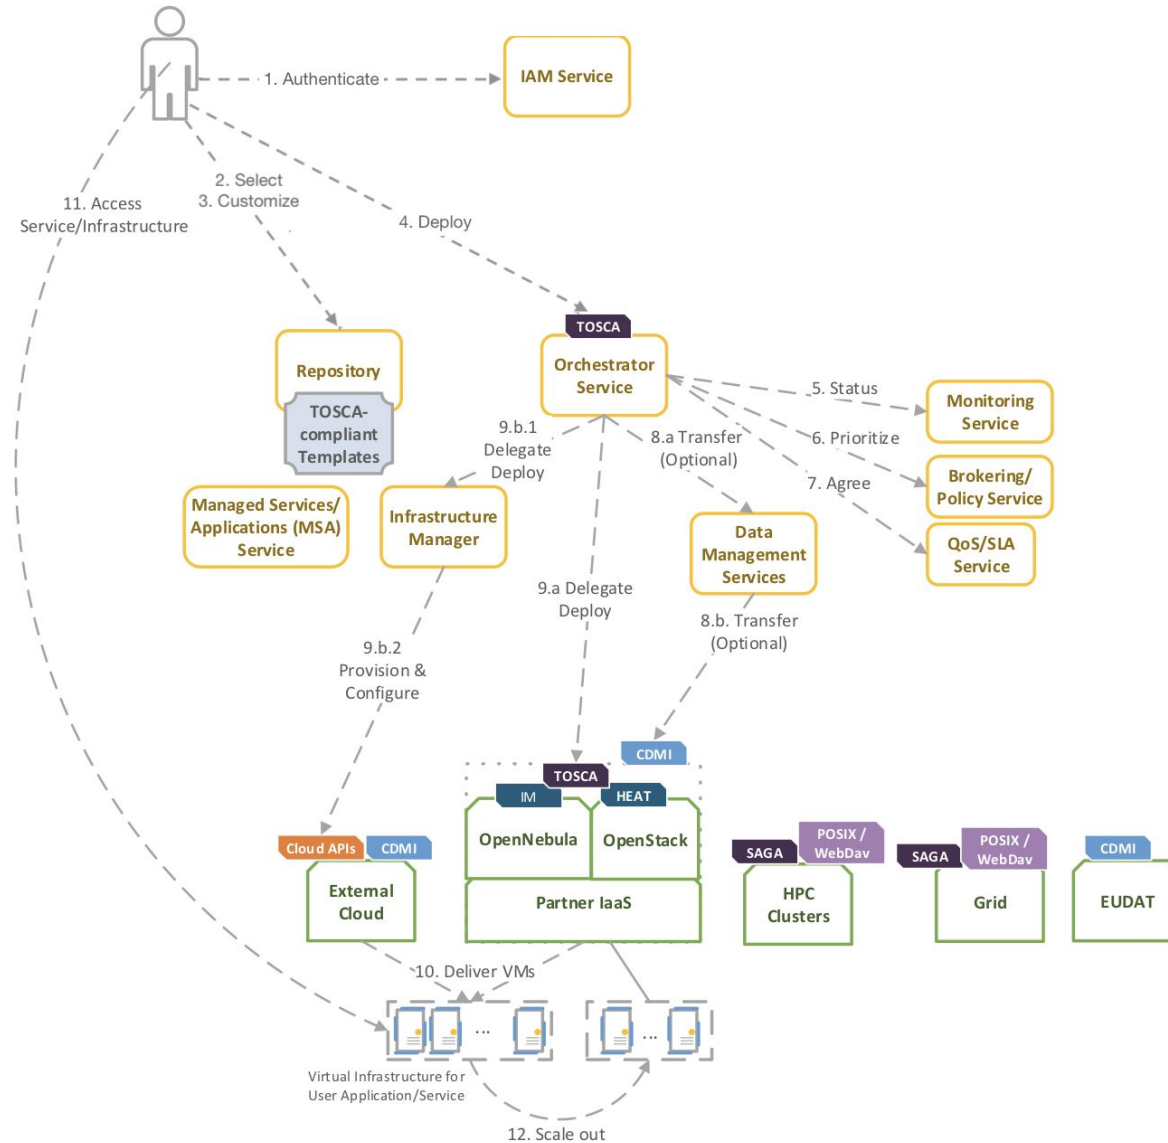 1. Authenticate
IAM Service
2. Select
3. Customize
11. Access
Service/Infrastructure
4. Deploy
TOSCA
Orchestrator
Service
Repository
TOSCA-
compliant
Templates
5. Status
Monitoring
Service
6. Prioritize
9.b.1
Delegate
Deploy
8.a Transfer
(Optional)
7. Agree
Brokering/
Policy Service
Managed Services/
Applications (MSA)
Service
Infrastructure
Manager
Data
Management
Services
QoS/SLA
Service
9.a Delegate
Deploy
8.b. Transfer
(Optional)
9.b.2
Provision &
Configure
CDMI
TOSCA
IM
HEAT
OpenNebula
OpenStack
Partner IaaS
Cloud APIs
CDMI
External
Cloud
SAGA
POSIX /
WebDav
HPC
Clusters
SAGA
POSIX /
WebDav
Grid
CDMI
EUDAT
10. Deliver VMs
...
...
Virtual Infrastructure for
User Application/Service
12. Scale out